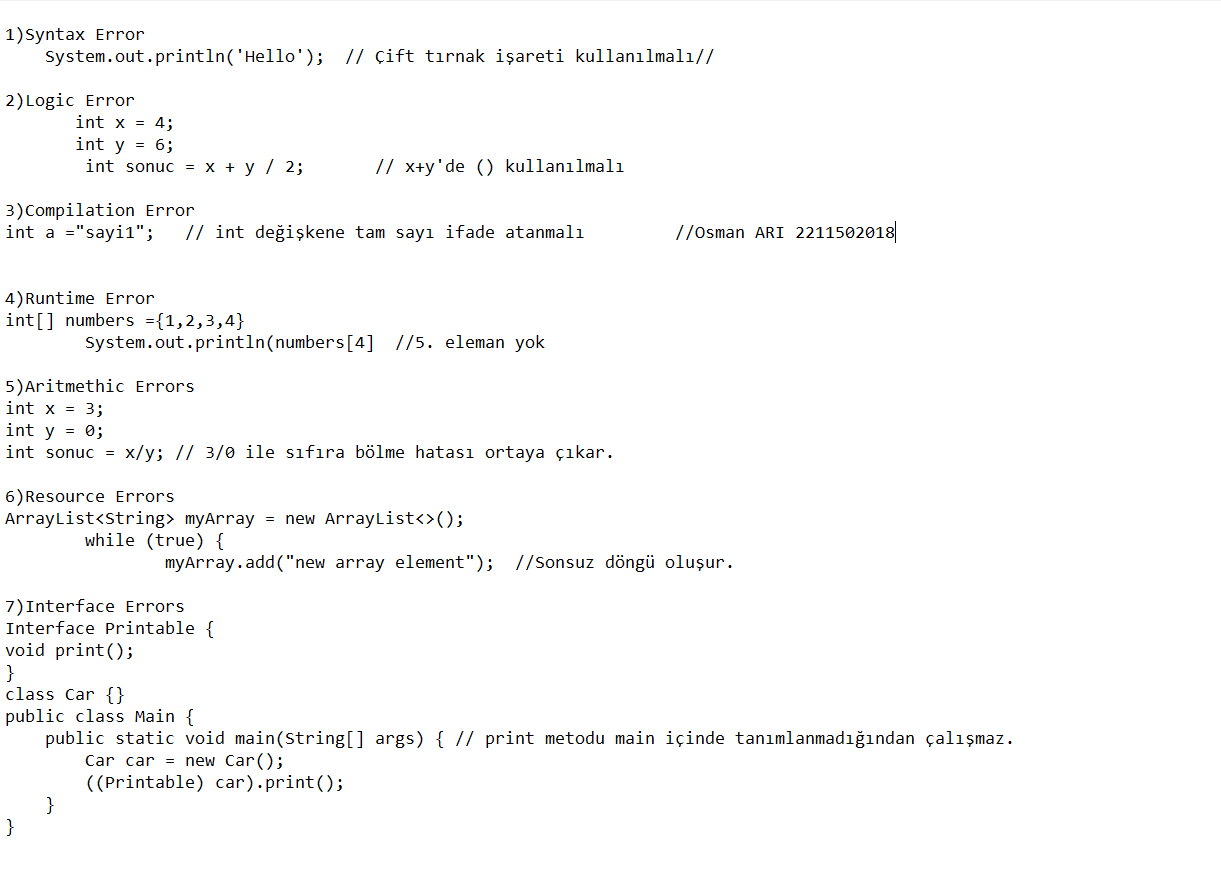 1)Syntax Error
System.out.println('Hello');  // Çift tırnak işareti kullanılmalı//
2)Logic Error
int x = 4;
int y = 6;
int sonuc = x + y / 2;       // x+y'de () kullanılmalı
3)Compilation Error
int a ="sayi1";   // int değişkene tam sayı ifade atanmalı         //Osman ARI 2211502018
4)Runtime Error
int[] numbers ={1,2,3,4}
System.out.println(numbers[4]  //5. eleman yok
5)Aritmethic Errors
int x = 3;
int y = 0;
int sonuc = x/y; // 3/0 ile sıfıra bölme hatası ortaya çıkar.
6)Resource Errors
ArrayList<String> myArray = new ArrayList<>();
while (true) {
myArray.add("new array element");  //Sonsuz döngü oluşur.
7)Interface Errors
Interface Printable {
void print();
}
class Car {}
public class Main {
public static void main(String[] args) { // print metodu main içinde tanımlanmadığından çalışmaz.
Car car = new Car();
((Printable) car).print();
}
}